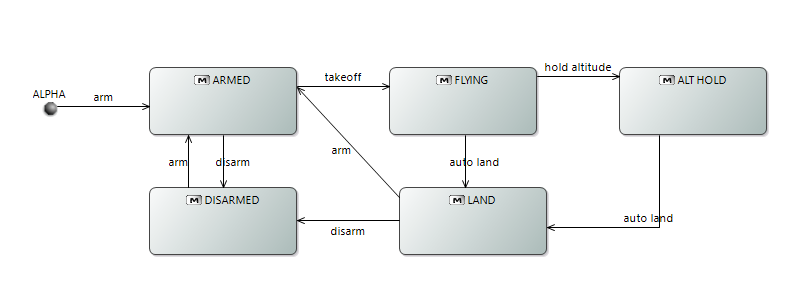 hold altitude
M ARMED
takeoff
M FLYING
M ALT HOLD
ALPHA
arm
arm
arm
disarm
auto land
M DISARMED
M LAND
auto land
disarm